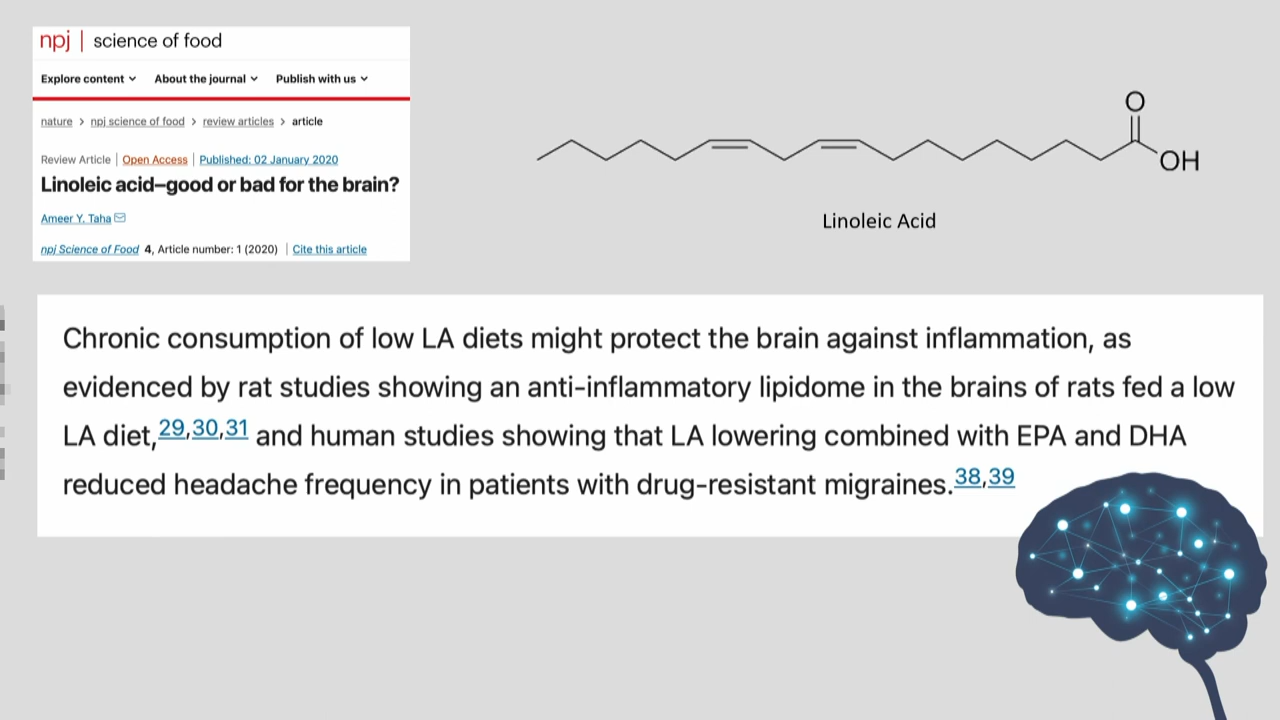 npj | science of food
Explore content About the journal Publish with us
nature > npj science of food > review articles > article
Review Article | Open Access | Published: 02 January 2020
Linoleic acid–good or bad for the brain?
Ameer Y. Taha
npj Science of Food 4, Article number: 1 (2020) | Cite this article
O
OH
Linoleic Acid
Chronic consumption of low LA diets might protect the brain against inflammation, as
evidenced by rat studies showing an anti-inflammatory lipidome in the brains of rats fed a low
LA diet,29,30,31 and human studies showing that LA lowering combined with EPA and DHA
reduced headache frequency in patients with drug-resistant migraines.38,39